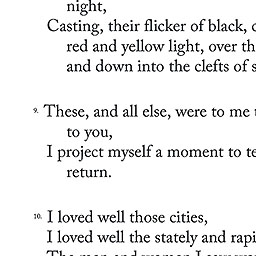 night,
Casting, their flicker of black,
red and yellow light, over th
and down into the clefts of s
9. These, and all else, were to me
to you,
I project myself a moment to te
return.
10. I loved well those cities,
I loved well the stately and rapi